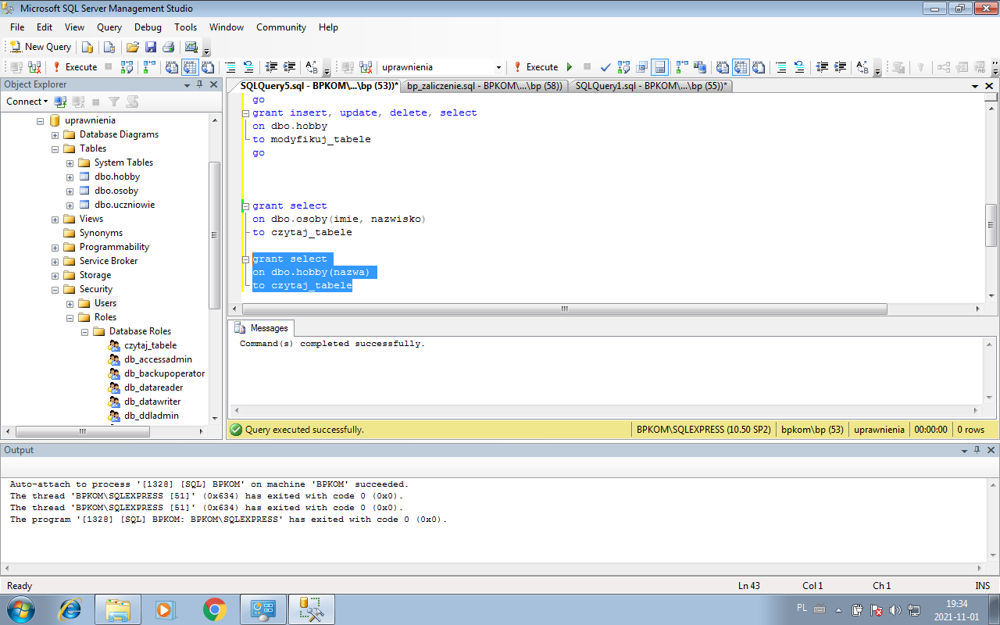 Microsoft SQL Server Management Studio
File Edit View Query Debug Tools Window Community Help
New Query
Execute uprawnienia Execute
Object Explorer
Connect
uprawnienia
Database Diagrams
Tables
System Tables
dbo.hobby
dbo.osoby
dbo.uczniowie
Views
Synonyms
Programmability
Service Broker
Storage
Security
Users
Roles
Database Roles
czytaj_tabele
db_accessadmin
db_backupoperator
db_datareader
db_datawriter
db_ddladmin
SQLQuery5.sql - BPKOM\...\bp (53))* bp_zaliczenie.sql - BPKOM\...\bp (58)) SQLQuery1.sql - BPKOM\...\bp (55))*
go
grant insert, update, delete, select
on dbo.hobby
to modyfikuj_tabele
go
grant select
on dbo.osoby(imie, nazwisko)
to czytaj_tabele
grant select
on dbo.hobby(nazwa)
to czytaj_tabele
Messages
Command(s) completed successfully.
Query executed successfully. BPKOM\SQLEXPRESS (10.50 SP2) bpkom\bp (53) uprawnienia 00:00:00 0 rows
Output
Auto-attach to process '[1328] [SQL] BPKOM' on machine 'BPKOM' succeeded.
The thread 'BPKOM\SQLEXPRESS [51]' (0x634) has exited with code 0 (0x0).
The thread 'BPKOM\SQLEXPRESS [51]' (0x634) has exited with code 0 (0x0).
The program '[1328] [SQL] BPKOM: BPKOM\SQLEXPRESS' has exited with code 0 (0x0).
Ready Ln 43 Col 1 Ch 1 INS
PL 19:34
2021-11-01